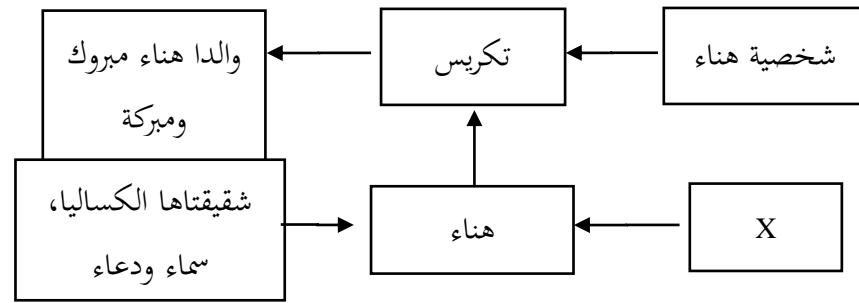 شخصية هناء
تكريس
والدا هناء مبروك
ومبركة
X
هناء
شقيقتاها الكساليا،
سماء ودعاء